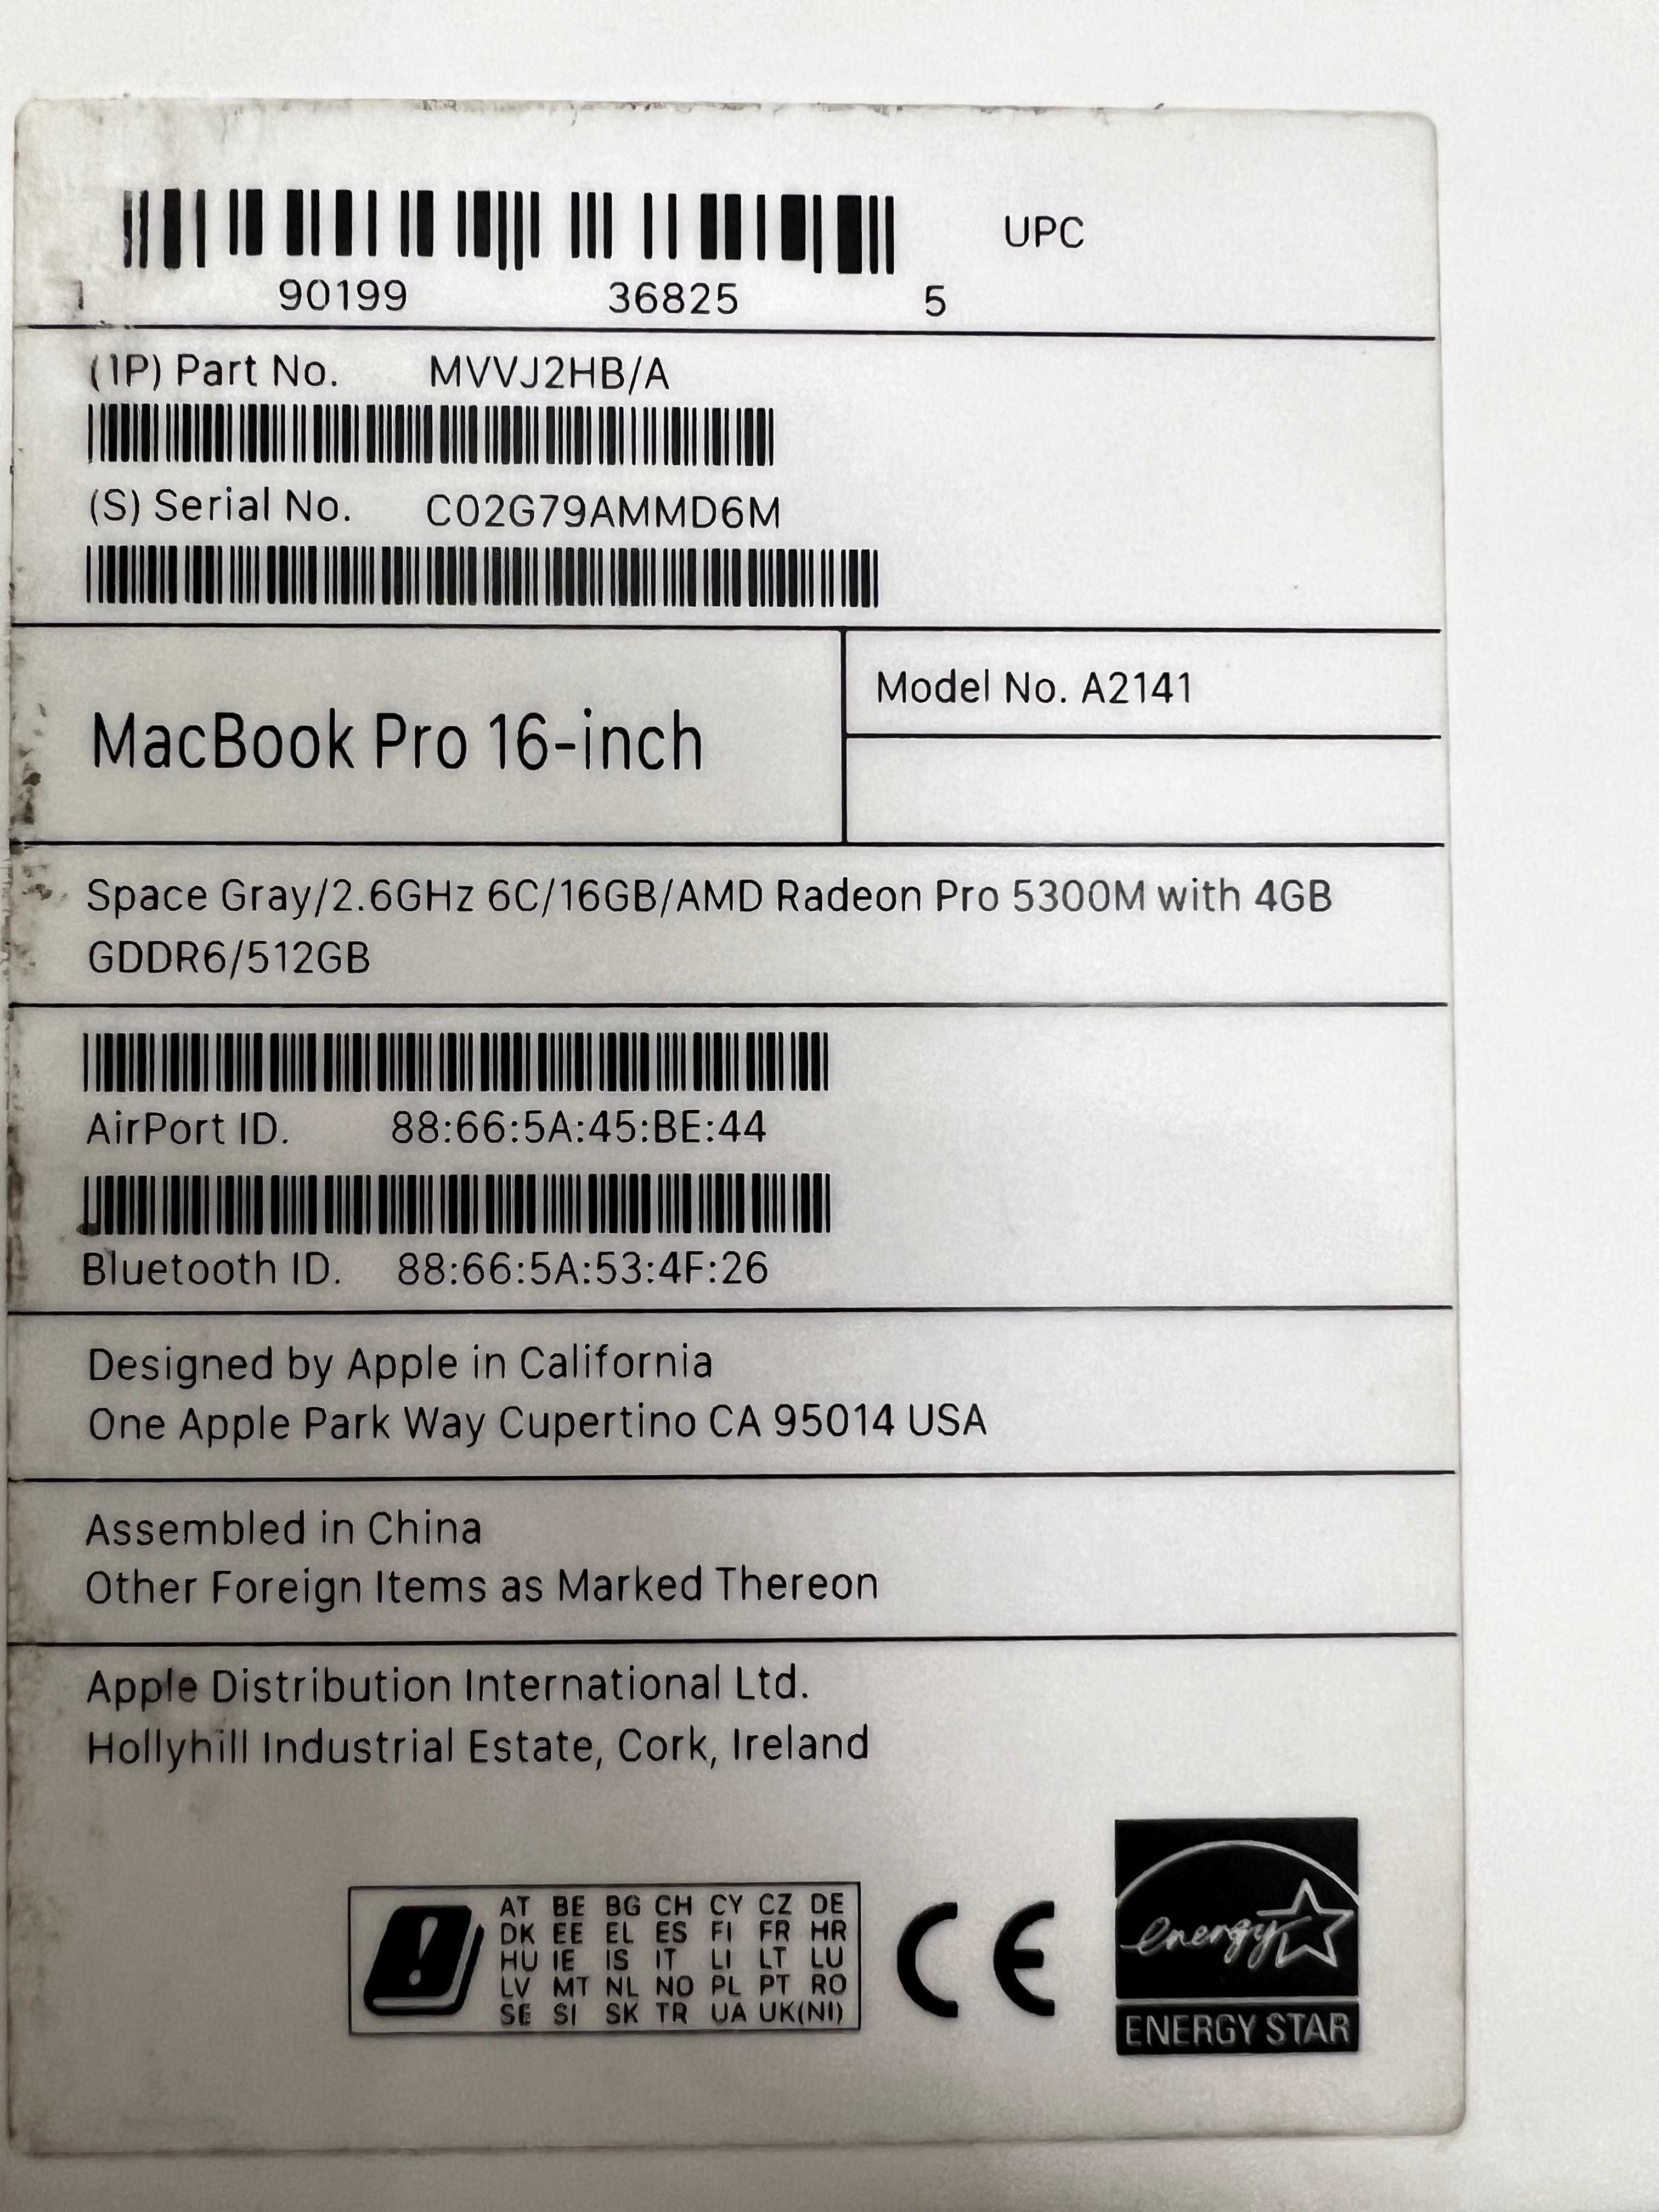 UPC
1 90199 36825 5
(1P) Part No. MVVJ2HB/A
(S) Serial No. C02G79AMMD6M
MacBook Pro 16-inch
Model No. A2141
Space Gray/2.6GHz 6C/16GB/AMD Radeon Pro 5300M with 4GB
GDDR6/512GB
AirPort ID. 88:66:5A:45:BE:44
Bluetooth ID. 88:66:5A:53:4F:26
Designed by Apple in California
One Apple Park Way Cupertino CA 95014 USA
Assembled in China
Other Foreign Items as Marked Thereon
Apple Distribution International Ltd.
Hollyhill Industrial Estate, Cork, Ireland
AT BE BG CH CY CZ DE
DK EE EL ES FI FR HR
HU IE IS IT LI LT LU
LV MT NL NO PL PT RO
SE SI SK TR UA UK(NI)
CE
energy
ENERGY STAR